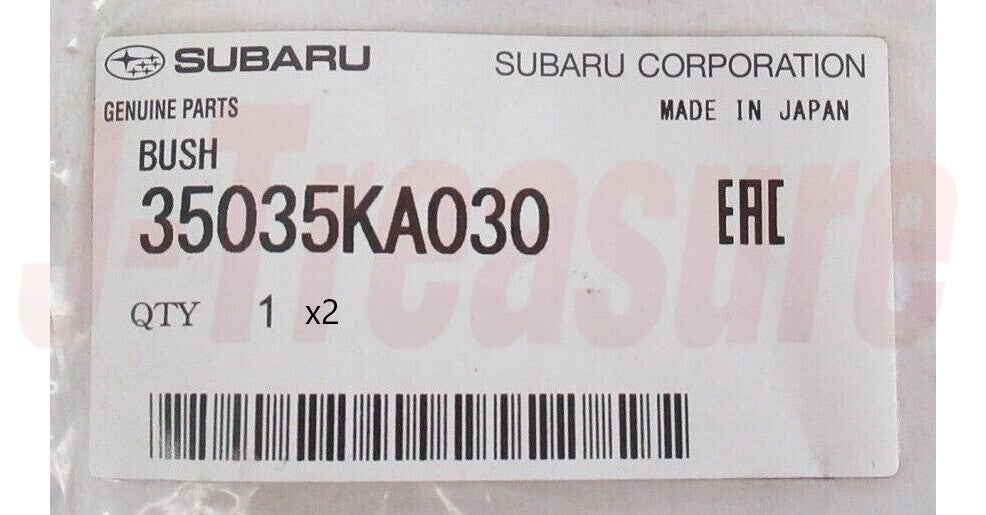 SUBARU SUBARU CORPORATION
GENUINE PARTS MADE IN JAPAN
BUSH
35035KA030 EAC
QTY 1 x2
J-Treasure